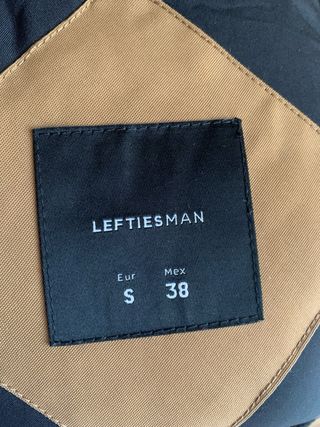 LEFTIESMAN
Eur Mex
S 38